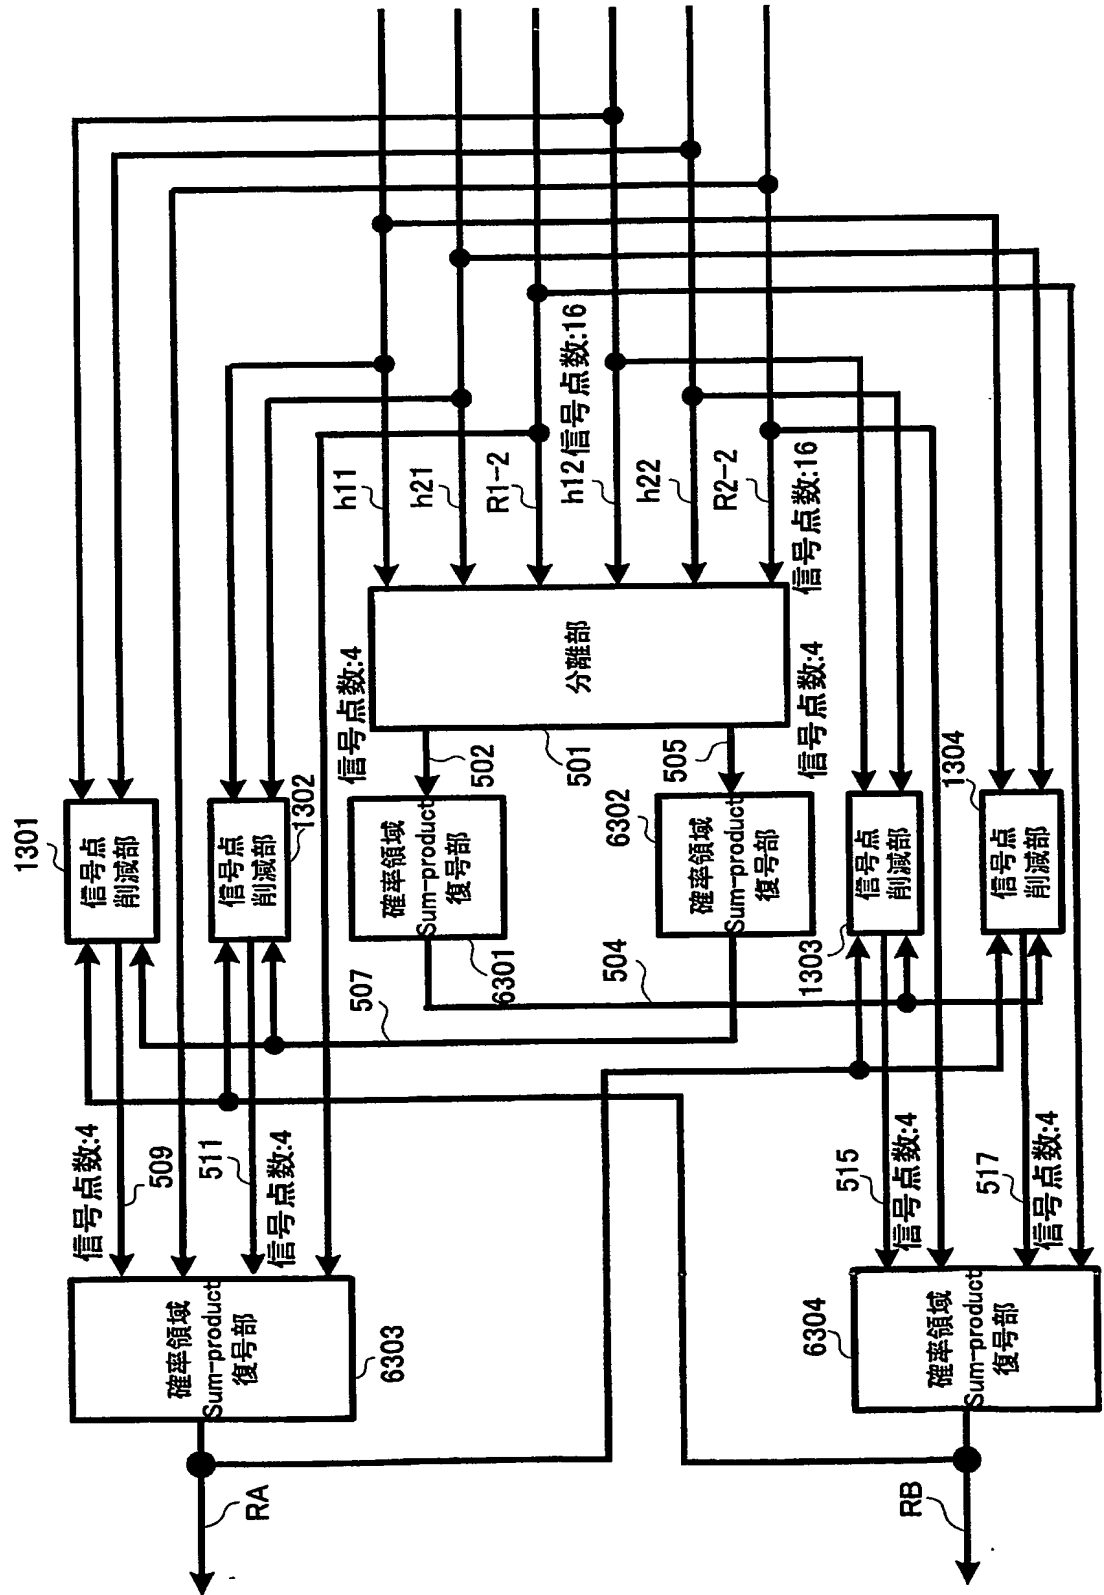 h11
h21
R1-2
h12信号点数:16
h22
R2-2
信号点数:16
分離部
501
信号点数:4
502
505
信号点数:4
1301
信号点
削減部
信号点
削減部
1302
確率領域
Sum-product
復号部
6301
確率領域
Sum-product
復号部
6302
信号点
削減部
1303
信号点
削減部
1304
507
504
信号点数:4
509
511
信号点数:4
515
信号点数:4
517
信号点数:4
確率領域
Sum-product
復号部
6303
確率領域
Sum-product
復号部
6304
RA
RB